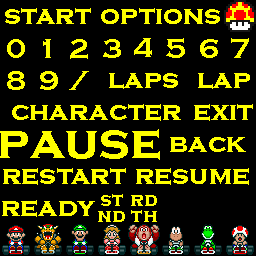 START OPTIONS
0 1 2 3 4 5 6 7
8 9 / LAPS LAP
CHARACTER EXIT
PAUSE BACK
RESTART RESUME
READY ST RD
ND TH